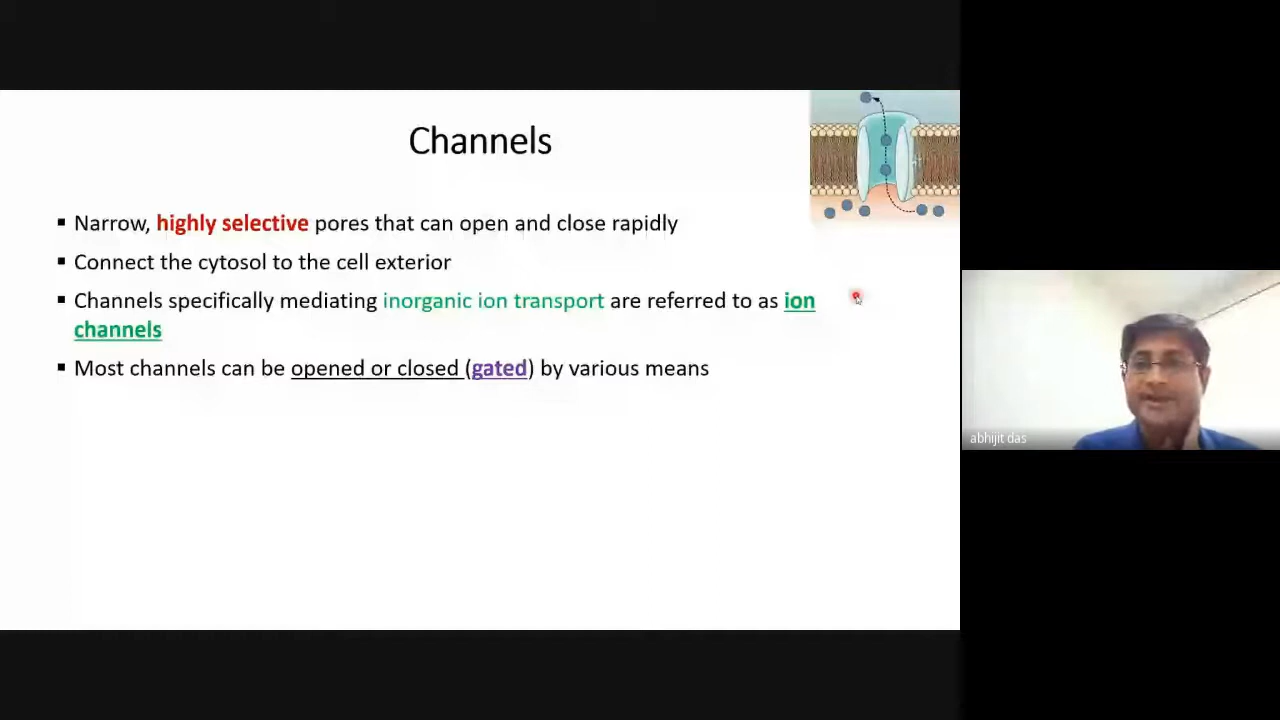 Channels
▪ Narrow, highly selective pores that can open and close rapidly
▪ Connect the cytosol to the cell exterior
▪ Channels specifically mediating inorganic ion transport are referred to as ion
channels
▪ Most channels can be opened or closed (gated) by various means
abhijit das